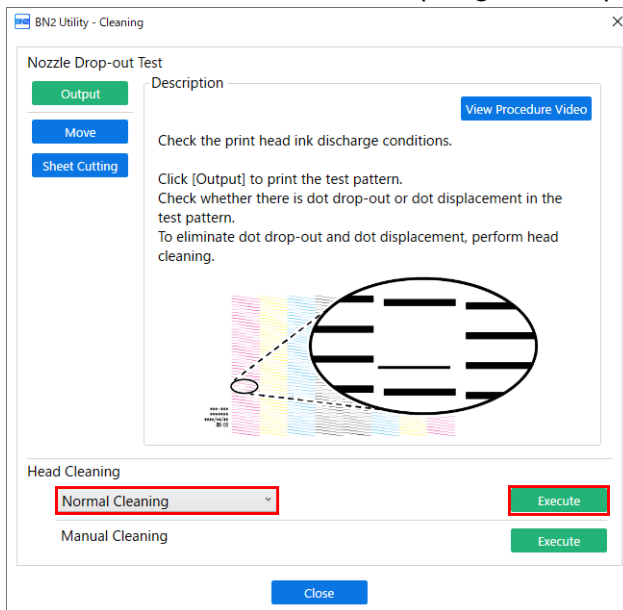 BN2 Utility - Cleaning
Nozzle Drop-out Test
Output
Move
Sheet Cutting
Description
View Procedure Video
Check the print head ink discharge conditions.
Click [Output] to print the test pattern.
Check whether there is dot drop-out or dot displacement in the
test pattern.
To eliminate dot drop-out and dot displacement, perform head
cleaning.
Head Cleaning
Normal Cleaning
Execute
Manual Cleaning
Execute
Close